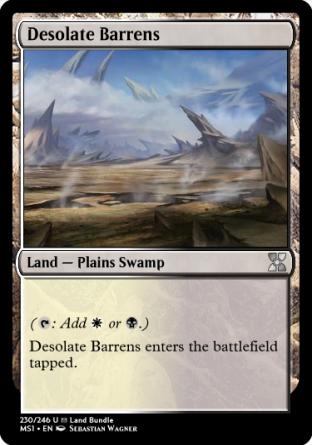 Desolate Barrens
Land — Plains Swamp
( : Add or .)
Desolate Barrens enters the battlefield
tapped.
230/246 U Land Bundle
MS1 • EN Sebastian Wagner